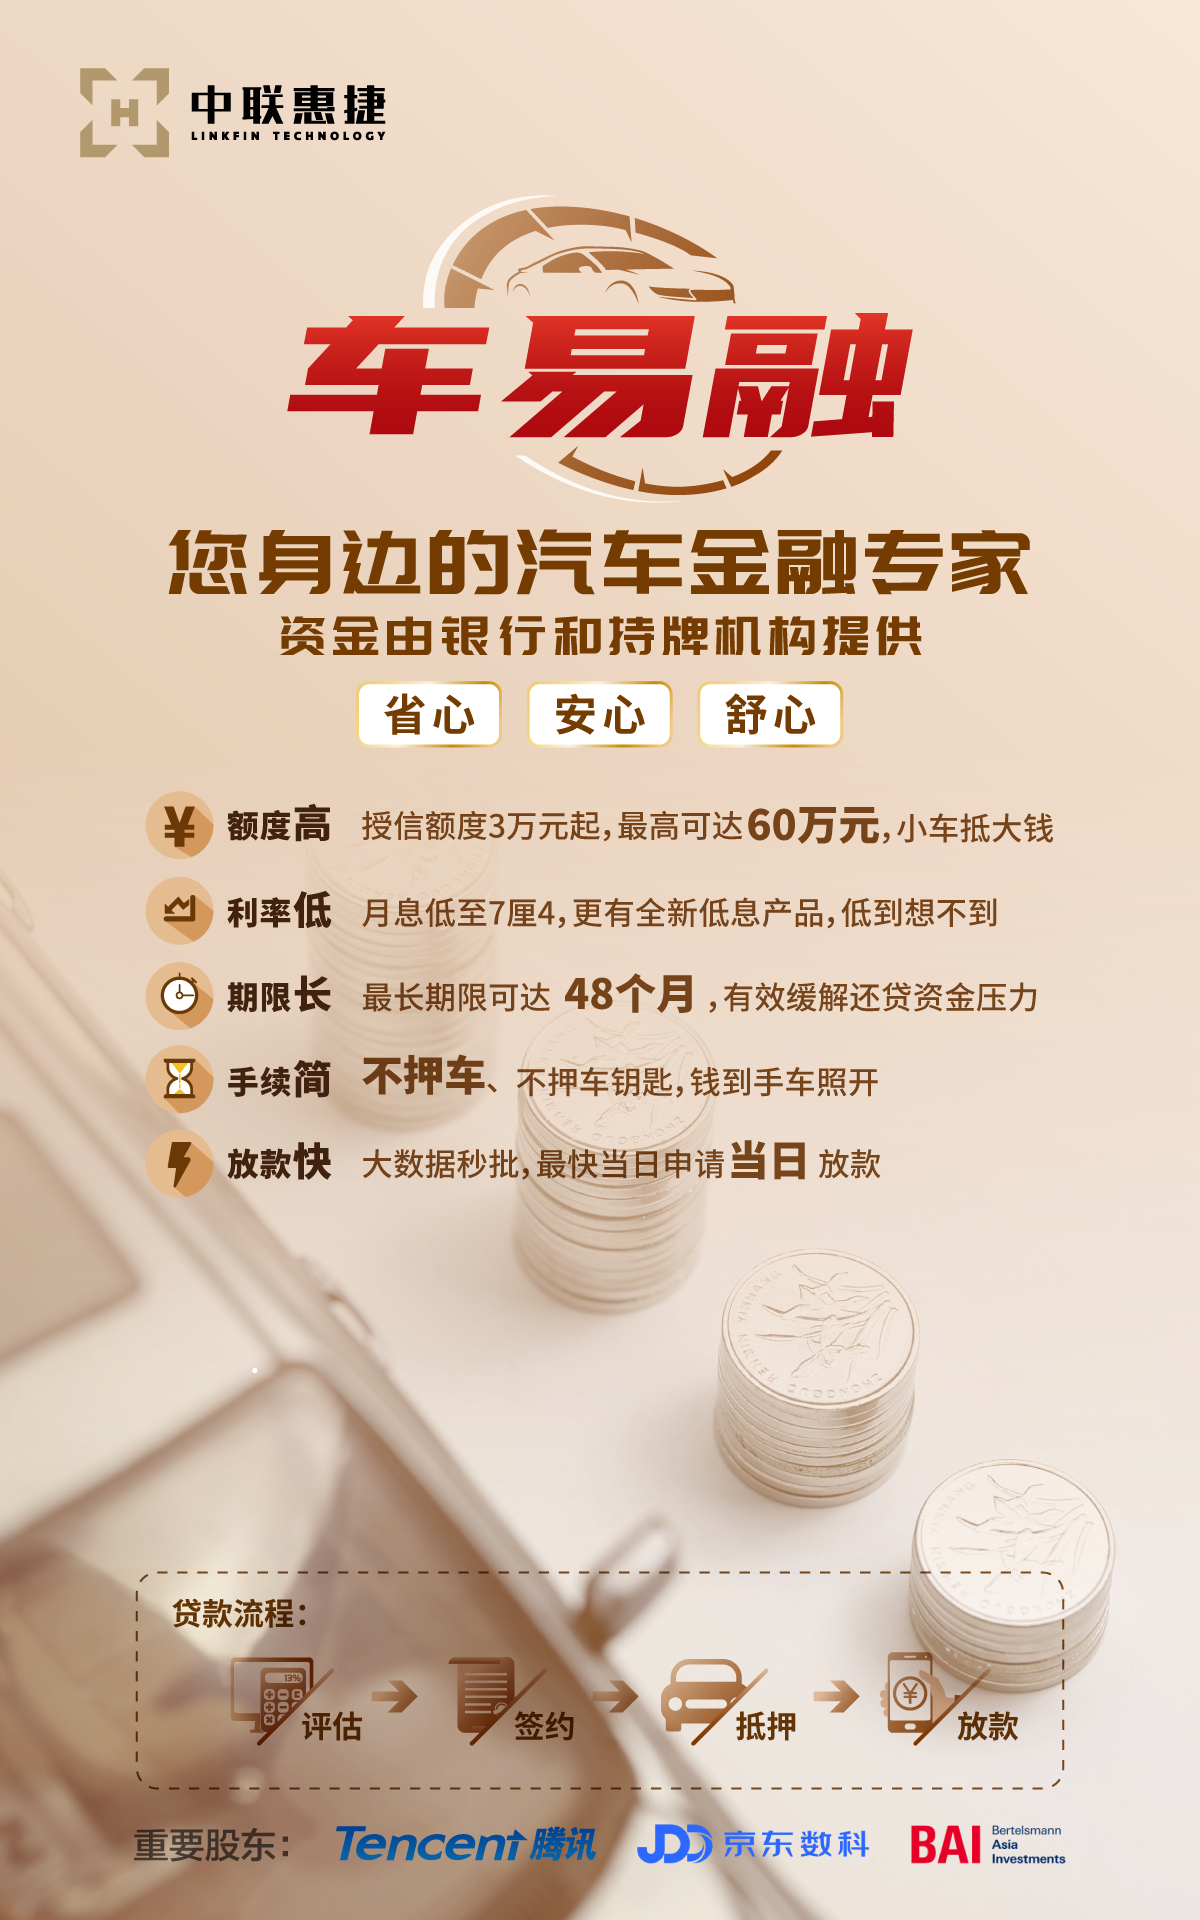 中联惠捷
LINKFIN TECHNOLOGY
车易融
您身边的汽车金融专家
资金由银行和持牌机构提供
省心 安心 舒心
额度高 授信额度3万元起，最高可达60万元，小车抵大钱
利率低 月息低至7厘4，更有全新低息产品，低到想不到
期限长 最长期限可达 48个月 ，有效缓解还贷资金压力
手续简 不押车、不押车钥匙，钱到手车照开
放款快 大数据秒批，最快当日申请当日 放款
贷款流程：
13%
评估 签约 抵押 放款
重要股东： Tencent 腾讯 JDD 京东数科 BAI Bertelsmann
Asia
Investments